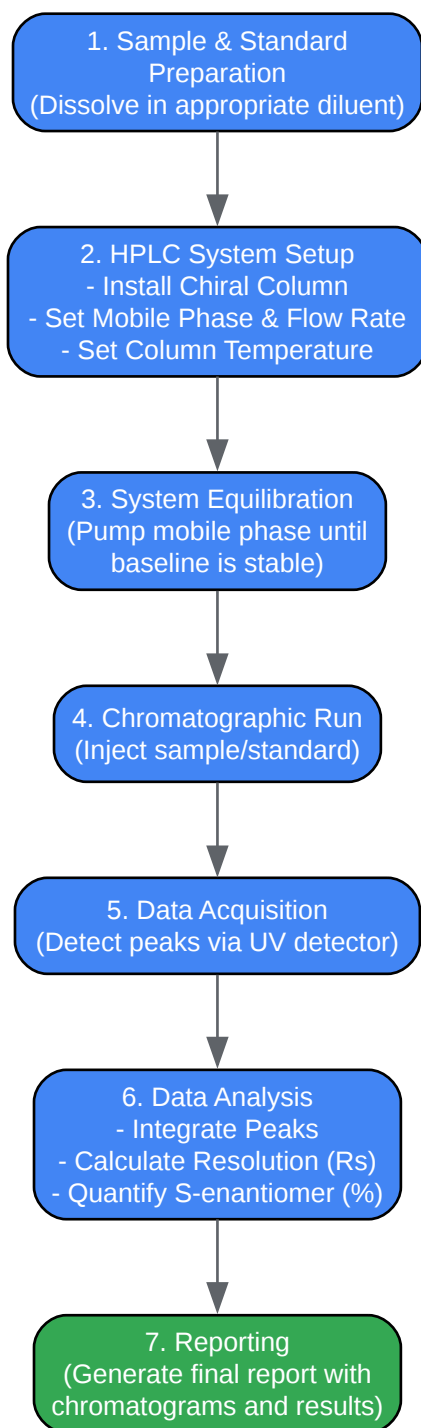 1. Sample & Standard
Preparation
(Dissolve in appropriate diluent)
2. HPLC System Setup
- Install Chiral Column
- Set Mobile Phase & Flow Rate
- Set Column Temperature
3. System Equilibration
(Pump mobile phase until
baseline is stable)
4. Chromatographic Run
(Inject sample/standard)
5. Data Acquisition
(Detect peaks via UV detector)
6. Data Analysis
- Integrate Peaks
- Calculate Resolution (Rs)
- Quantify S-enantiomer (%)
7. Reporting
(Generate final report with
chromatograms and results)